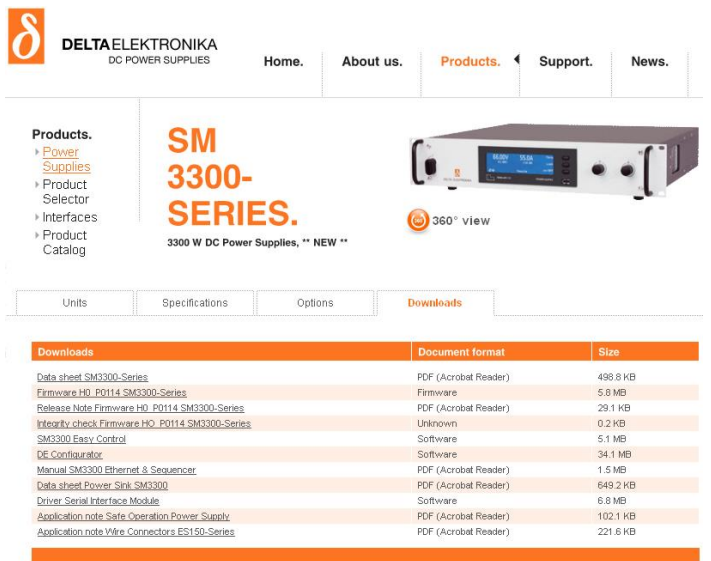 δ
DELTA ELEKTRONIKA
DC POWER SUPPLIES
Home. About us. Products. Support. News.
Products.
Power
Supplies
Product
Selector
Interfaces
Product
Catalog
SM
3300-
SERIES.
3300 W DC Power Supplies, ** NEW **
360° view
Units Specifications Options Downloads
Downloads Document format Size
Data sheet SM3300-Series PDF (Acrobat Reader) 498.8 KB
Firmware H0_P0114 SM3300-Series Firmware 5.8 MB
Release Note Firmware H0_P0114 SM3300-Series PDF (Acrobat Reader) 29.1 KB
Integrity check Firmware HO_P0114 SM3300-Series Unknown 0.2 KB
SM3300 Easy Control Software 5.1 MB
DE Configurator Software 34.1 MB
Manual SM3300 Ethernet & Sequencer PDF (Acrobat Reader) 1.5 MB
Data sheet Power Sink SM3300 PDF (Acrobat Reader) 649.2 KB
Driver Serial Interface Module Software 6.8 MB
Application note Safe Operation Power Supply PDF (Acrobat Reader) 102.1 KB
Application note Wire Connectors ES150-Series PDF (Acrobat Reader) 221.6 KB